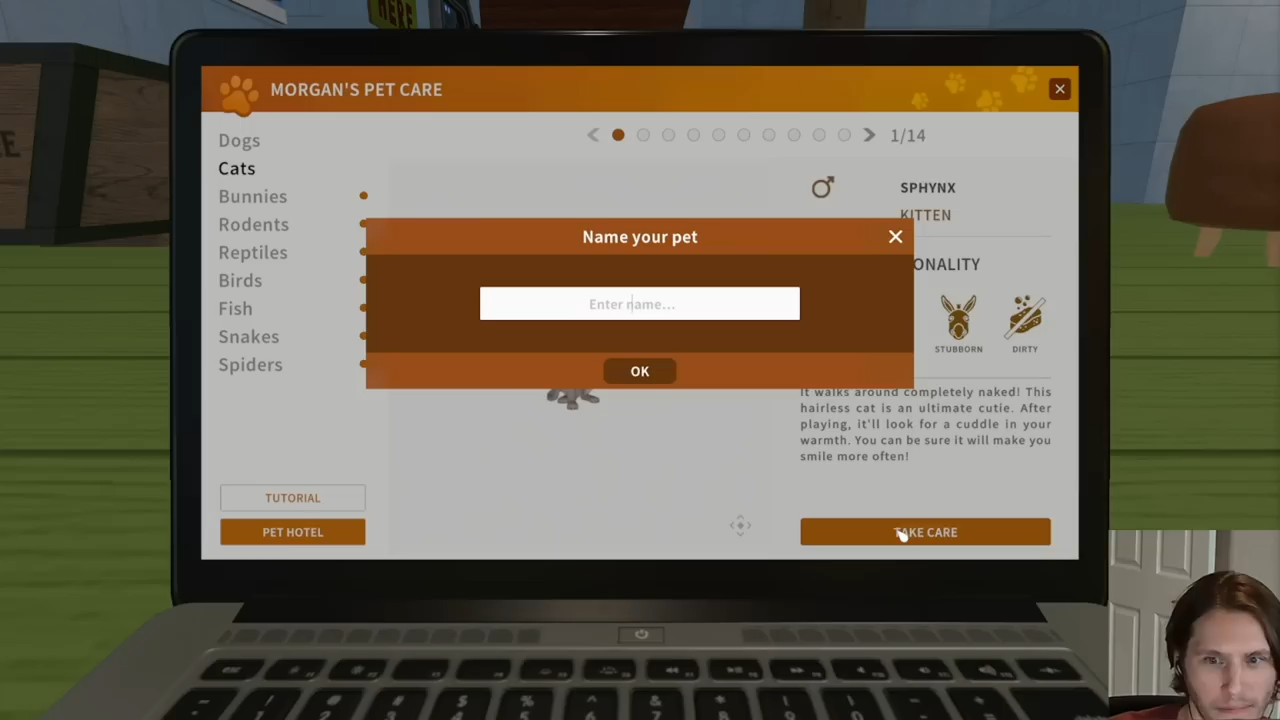 HERE
MORGAN'S PET CARE
Dogs
Cats
Bunnies
Rodents
Reptiles
Birds
Fish
Snakes
Spiders
TUTORIAL
PET HOTEL
1/14
SPHYNX
KITTEN
ONALITY
STUBBORN
DIRTY
It walks around completely naked! This
hairless cat is an ultimate cutie. After
playing, it'll look for a cuddle in your
warmth. You can be sure it will make you
smile more often!
TAKE CARE
Name your pet
Enter name...
OK